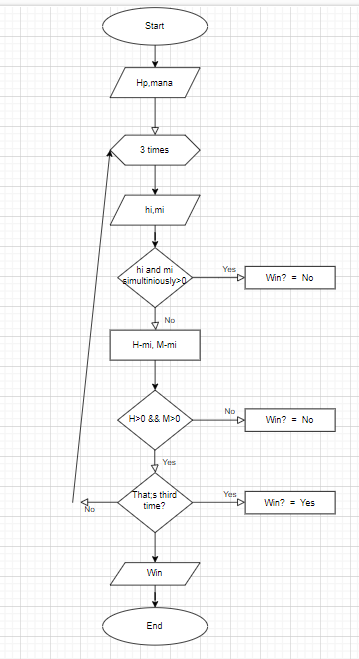 Start
Hp,mana
3 times
hi,mi
hi and mi
simultiniously>0
Yes
Win? = No
No
H-mi, M-mi
H>0 && M>0
No
Win? = No
Yes
That;s third
time?
Yes
Win? = Yes
No
Win
End